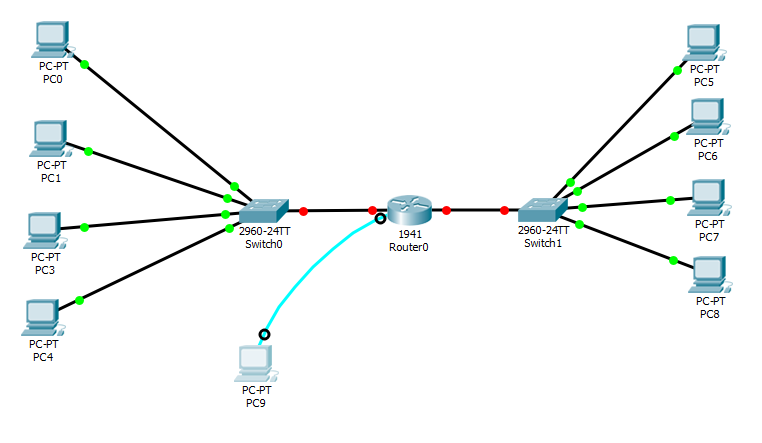 PC-PT
PC0
PC-PT
PC1
PC-PT
PC3
PC-PT
PC4
2960-24TT
Switch0
PC-PT
PC9
1941
Router0
2960-24TT
Switch1
PC-PT
PC5
PC-PT
PC6
PC-PT
PC7
PC-PT
PC8